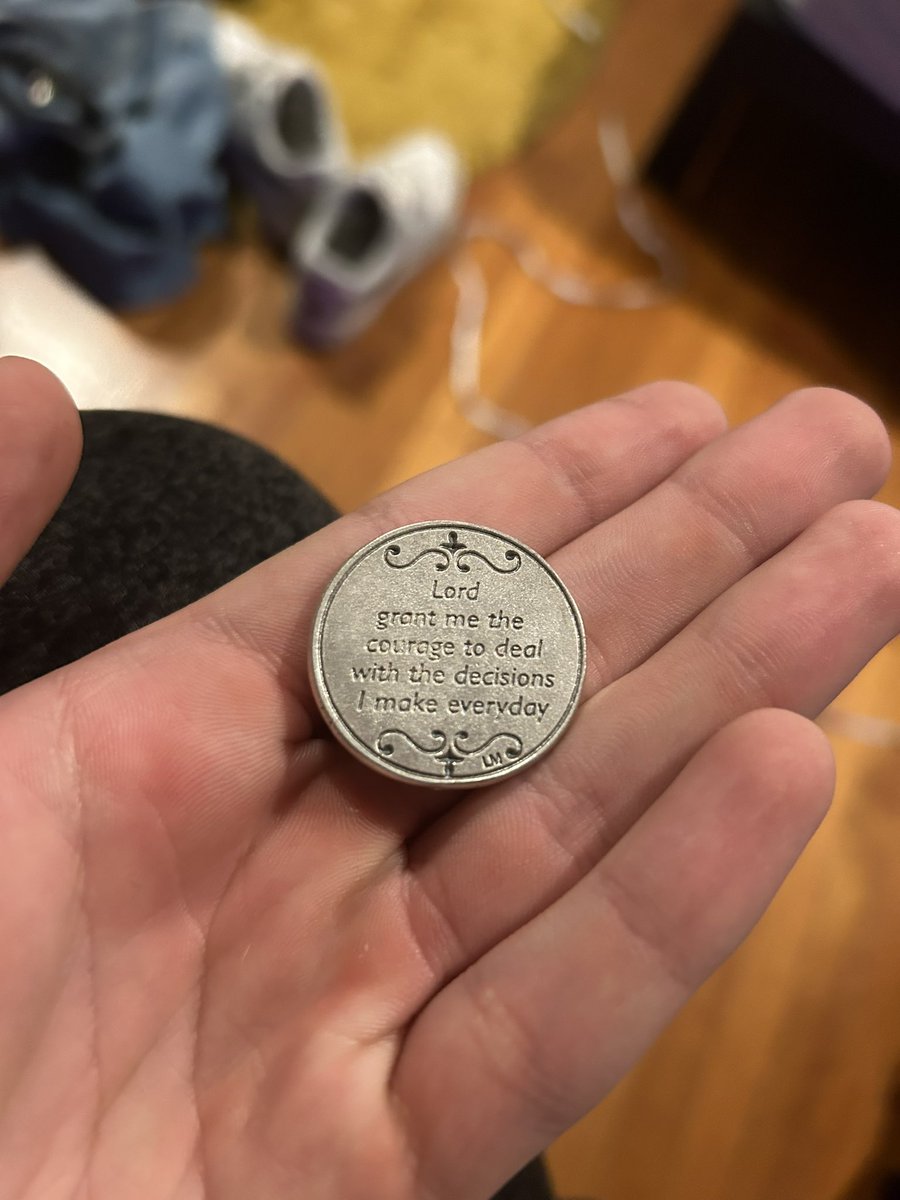 Lord
grant me the
courage to deal
with the decisions
I make everyday
LM